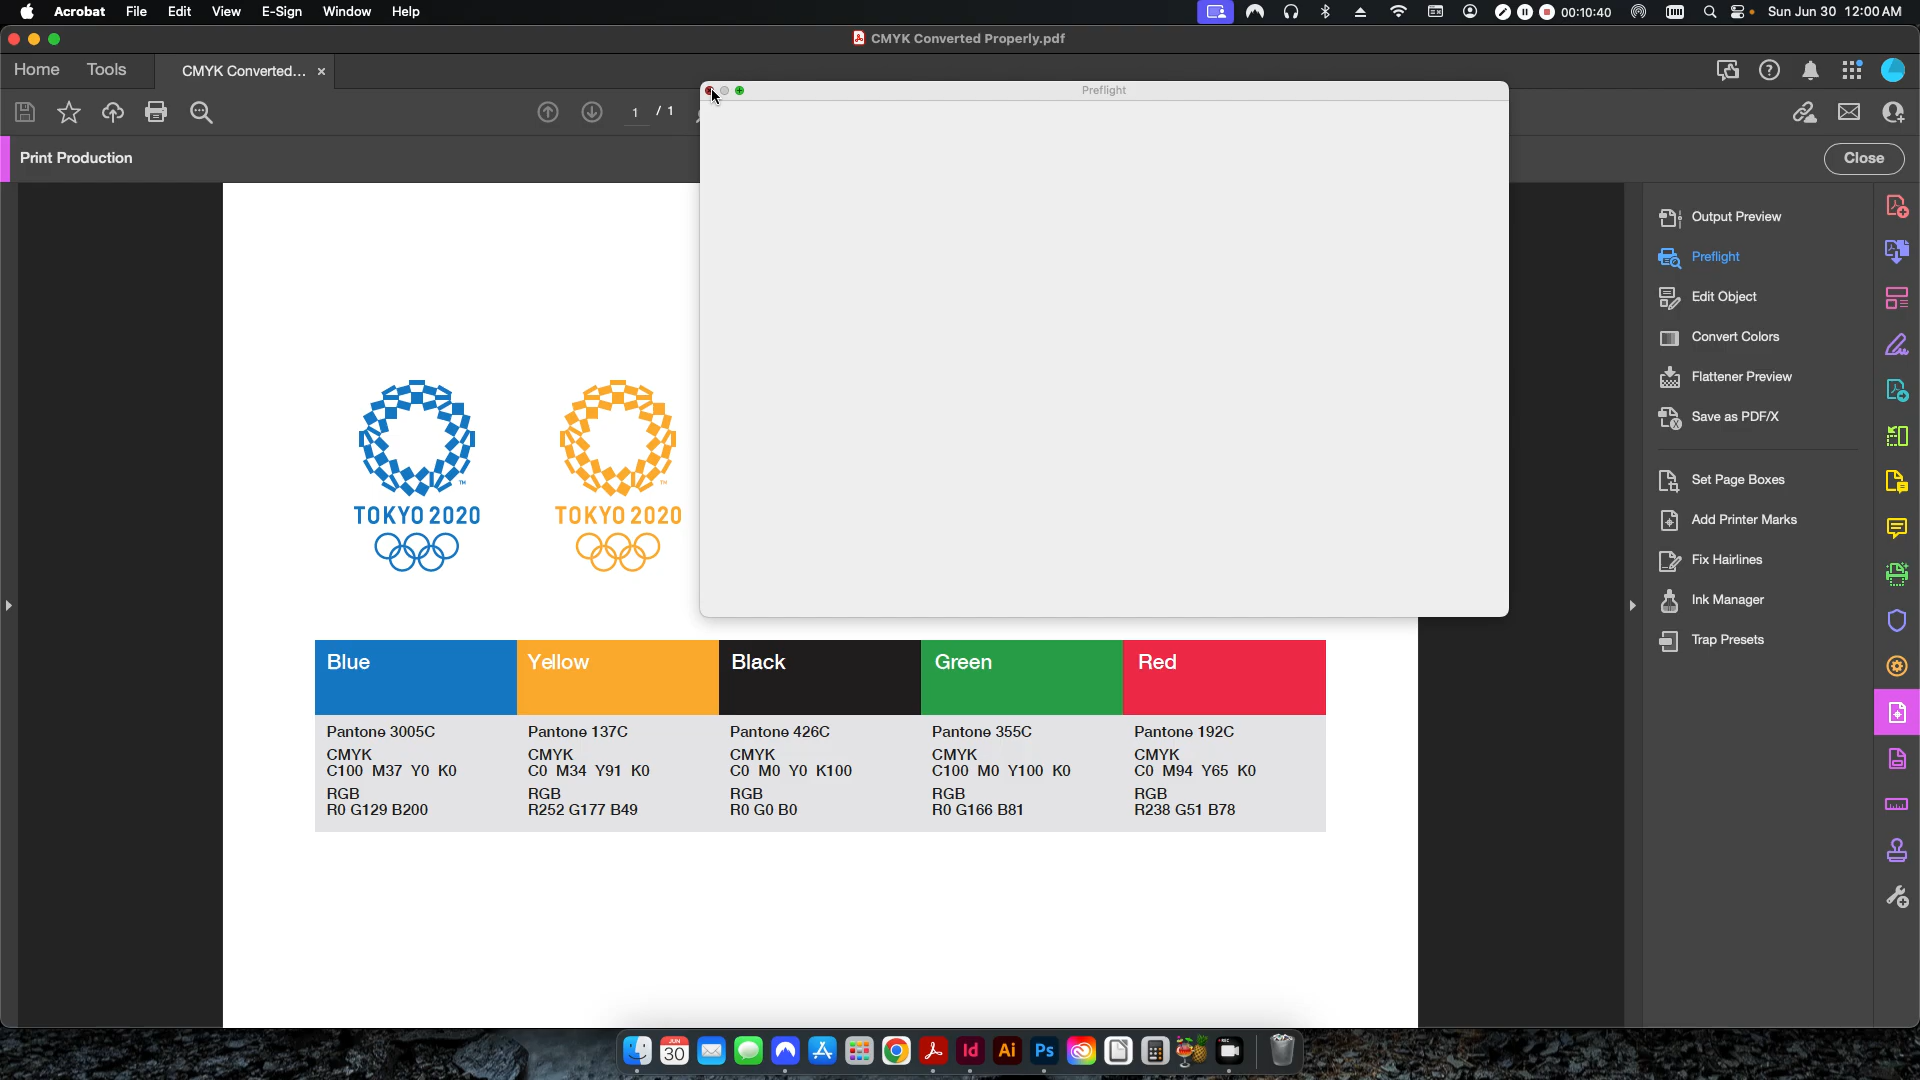 Acrobat File Edit View E-Sign Window Help 00:10:40 Sun Jun 30 12:00 AM
CMYK Converted Properly.pdf
Home Tools CMYK Converted... ×
Preflight
1 / 1
Print Production
Close
Output Preview
Preflight
Edit Object
Convert Colors
Flattener Preview
Save as PDF/X
Set Page Boxes
Add Printer Marks
Fix Hairlines
Ink Manager
Trap Presets
TM
TOKYO 2020
TM
TOKYO 2020
Blue Yellow Black Green Red
Pantone 3005C Pantone 137C Pantone 426C Pantone 355C Pantone 192C
CMYK CMYK CMYK CMYK CMYK
C100 M37 Y0 K0 C0 M34 Y91 K0 C0 M0 Y0 K100 C100 M0 Y100 K0 C0 M94 Y65 K0
RGB RGB RGB RGB RGB
R0 G129 B200 R252 G177 B49 R0 G0 B0 R0 G166 B81 R238 G51 B78
JUN
30
Id Ai Ps